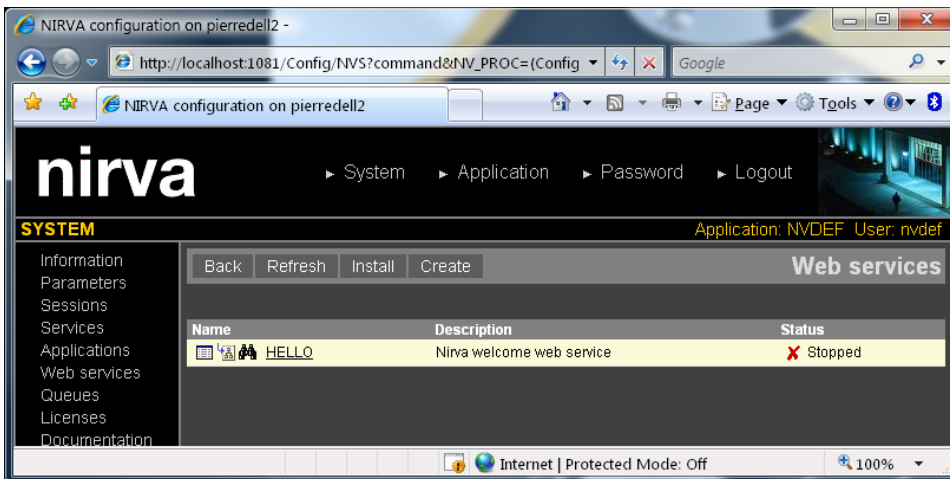 NIRVA configuration on pierredell2 -
http://localhost:1081/Config/NVS?command&NV_PROC=(Config
Google
NIRVA configuration on pierredell2
Page
Tools
nirva
System
Application
Password
Logout
SYSTEM
Application: NVDEF User: nvdef
Information
Parameters
Sessions
Services
Applications
Web services
Queues
Licenses
Documentation
Back
Refresh
Install
Create
Web services
Name Description Status
HELLO Nirva welcome web service Stopped
Internet | Protected Mode: Off
100%